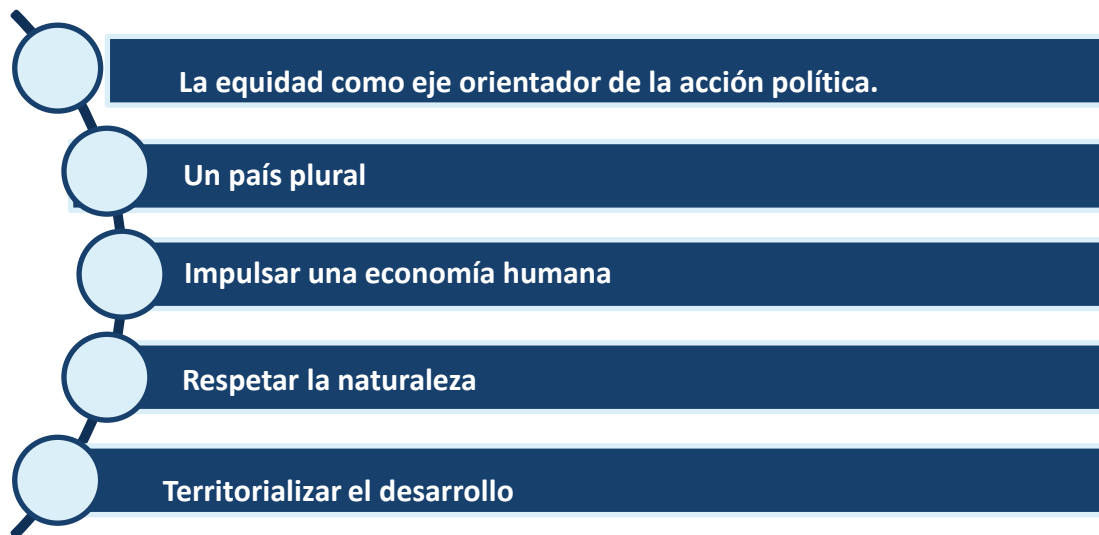 La equidad como eje orientador de la acción política.
Un país plural
Impulsar una economía humana
Respetar la naturaleza
Territorializar el desarrollo